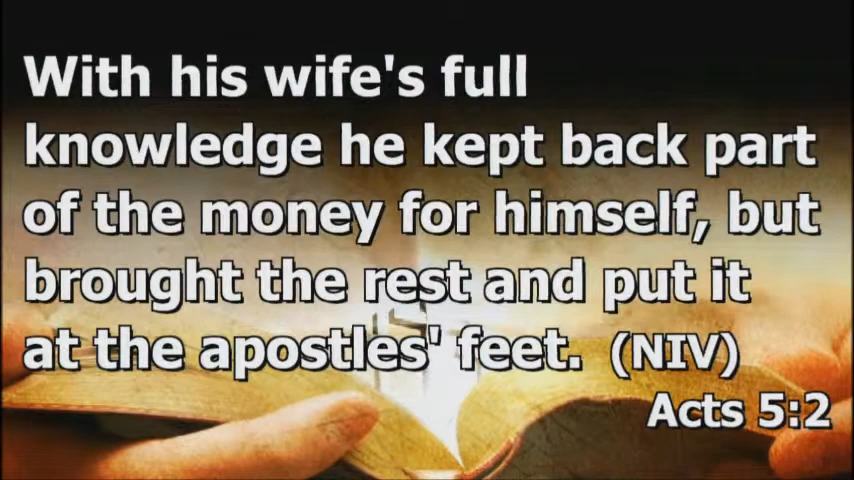 With his wife's full
knowledge he kept back part
of the money for himself, but
brought the rest and put it
at the apostles' feet. (NIV)
Acts 5:2